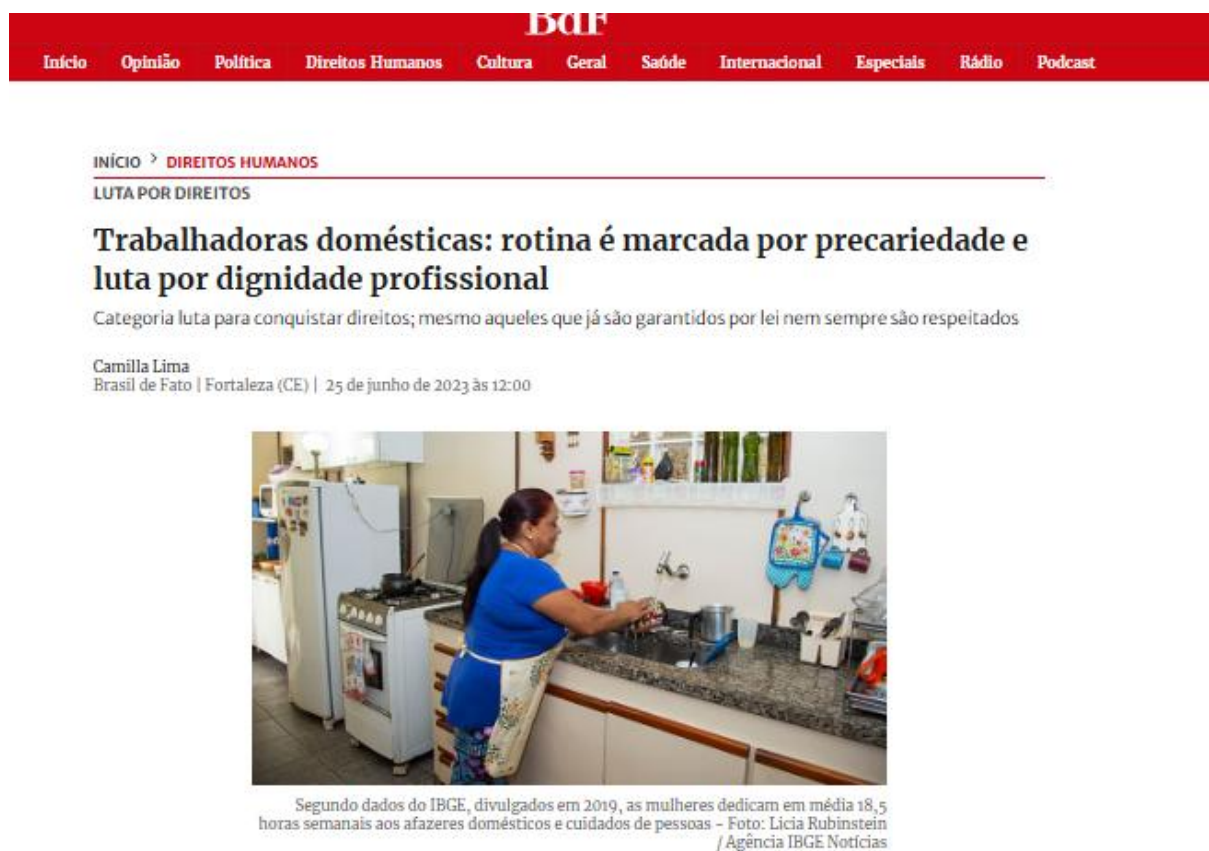 BdF
Início Opinião Política Direitos Humanos Cultura Geral Saúde Internacional Especiais Rádio Podcast
INÍCIO > DIREITOS HUMANOS
LUTA POR DIREITOS
Trabalhadoras domésticas: rotina é marcada por precariedade e
luta por dignidade profissional
Categoria luta para conquistar direitos; mesmo aqueles que já são garantidos por lei nem sempre são respeitados
Camilla Lima
Brasil de Fato | Fortaleza (CE) | 25 de junho de 2023 às 12:00
Segundo dados do IBGE, divulgados em 2019, as mulheres dedicam em média 18,5
horas semanais aos afazeres domésticos e cuidados de pessoas – Foto: Licia Rubinstein
/ Agência IBGE Notícias